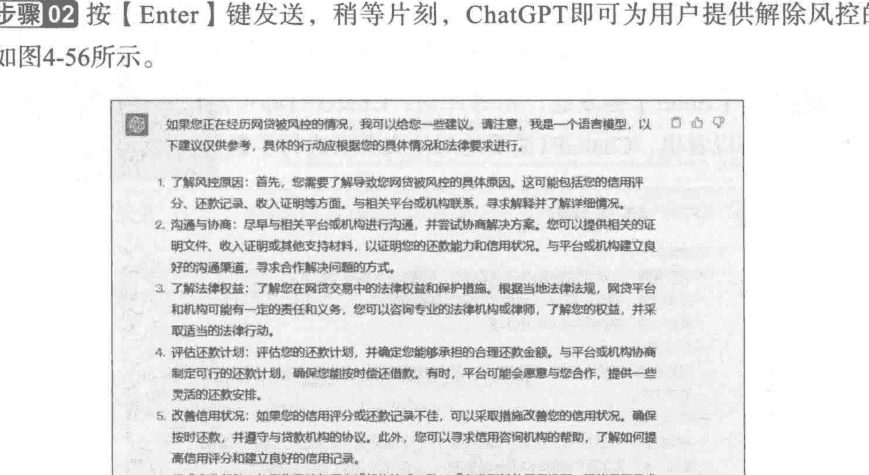 步骤 02 按【Enter】键发送，稍等片刻，ChatGPT即可为用户提供解除风控的
如图4-56所示。
如果您正在经历网贷被风控的情况，我可以给您一些建议。请注意，我是一个语言模型，以
下建议仅供参考，具体的行动应根据您的具体情况和法律要求进行。
1. 了解风控原因：首先，您需要了解导致您网贷被风控的具体原因。这可能包括您的信用评
分、还款记录、收入证明等方面。与相关平台或机构联系，寻求解释并了解详细情况。
2. 沟通与协商：尽早与相关平台或机构进行沟通，并尝试协商解决方案。您可以提供相关的证
明文件、收入证明或其他支持材料，以证明您的还款能力和信用状况。与平台或机构建立良
好的沟通渠道，寻求合作解决问题的方式。
3. 了解法律权益：了解您在网贷交易中的法律权益和保护措施。根据当地法律法规，网贷平台
和机构可能有一定的责任和义务，您可以咨询专业的法律机构或律师，了解您的权益，并采
取适当的法律行动。
4. 评估还款计划：评估您的还款计划，并确定您能够承担的合理还款金额。与平台或机构协商
制定可行的还款计划，确保您能按时偿还借款。有时，平台可能会愿意与您合作，提供一些
灵活的还款安排。
5. 改善信用状况：如果您的信用评分或还款记录不佳，可以采取措施改善您的信用状况。确保
按时还款，并遵守与贷款机构的协议。此外，您可以寻求信用咨询机构的帮助，了解如何提
高信用评分和建立良好的信用记录。